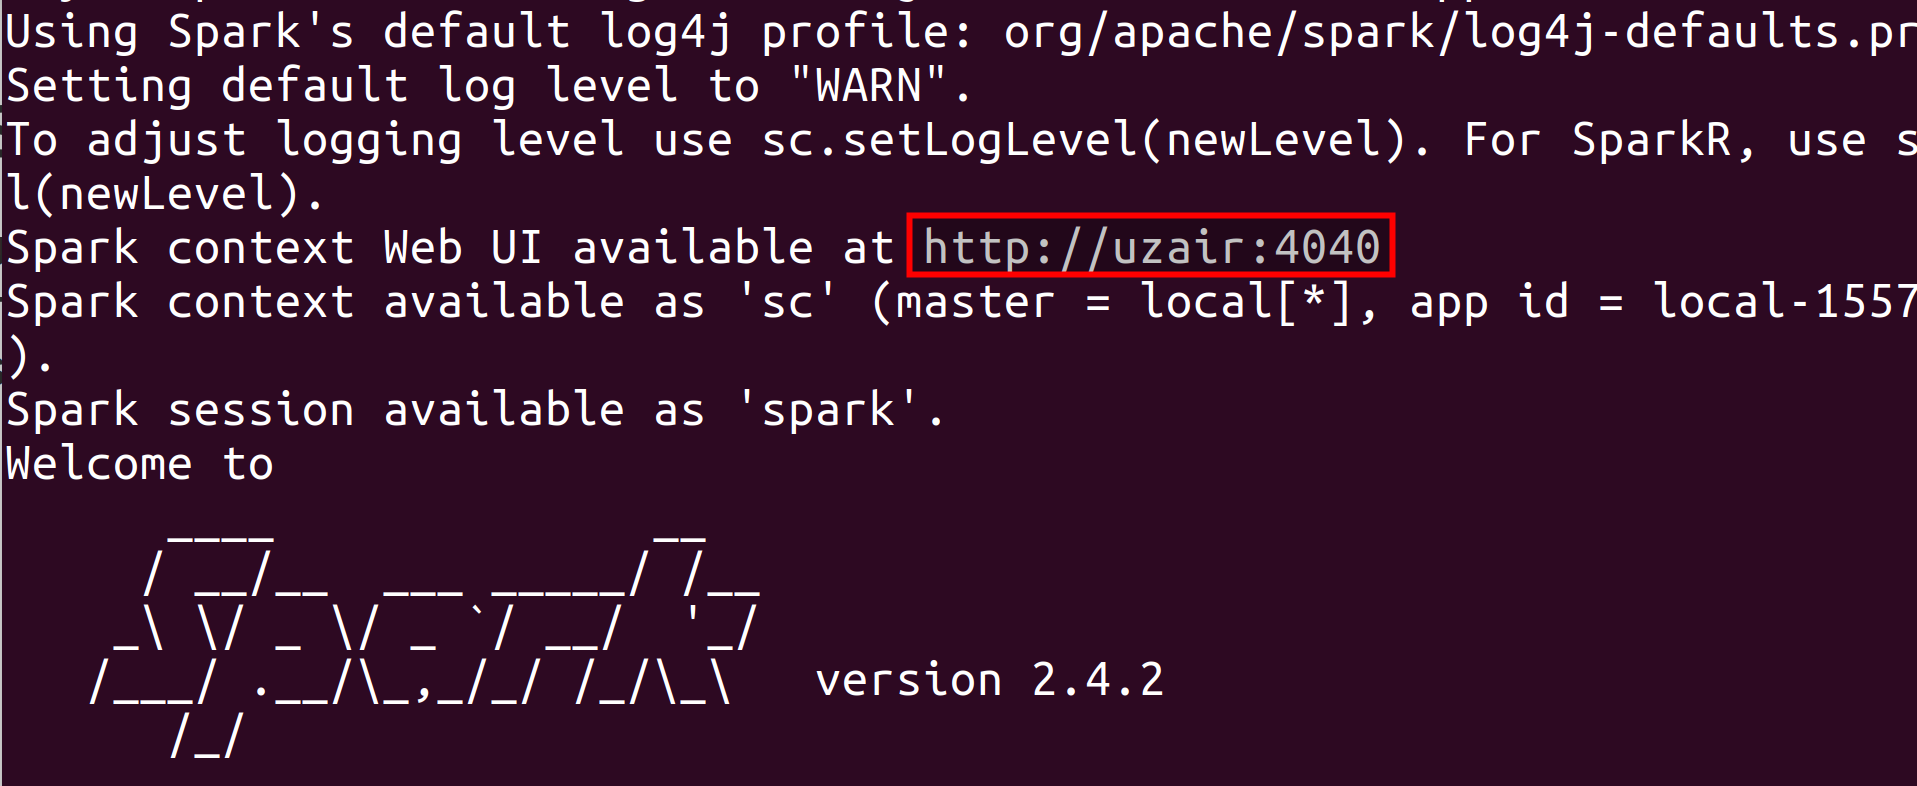 Using Spark's default log4j profile: org/apache/spark/log4j-defaults.pr
Setting default log level to "WARN".
To adjust logging level use sc.setLogLevel(newLevel). For SparkR, use s
l(newLevel).
Spark context Web UI available at http://uzair:4040
Spark context available as 'sc' (master = local[*], app id = local-1557
).
Spark session available as 'spark'.
Welcome to
      ____              __
     / __/__  ___ _____/ /__
    _\ \/ _ \/ _ `/ __/  '_/
   /___/ .__/\_,_/_/ /_/\_\   version 2.4.2
      /_/